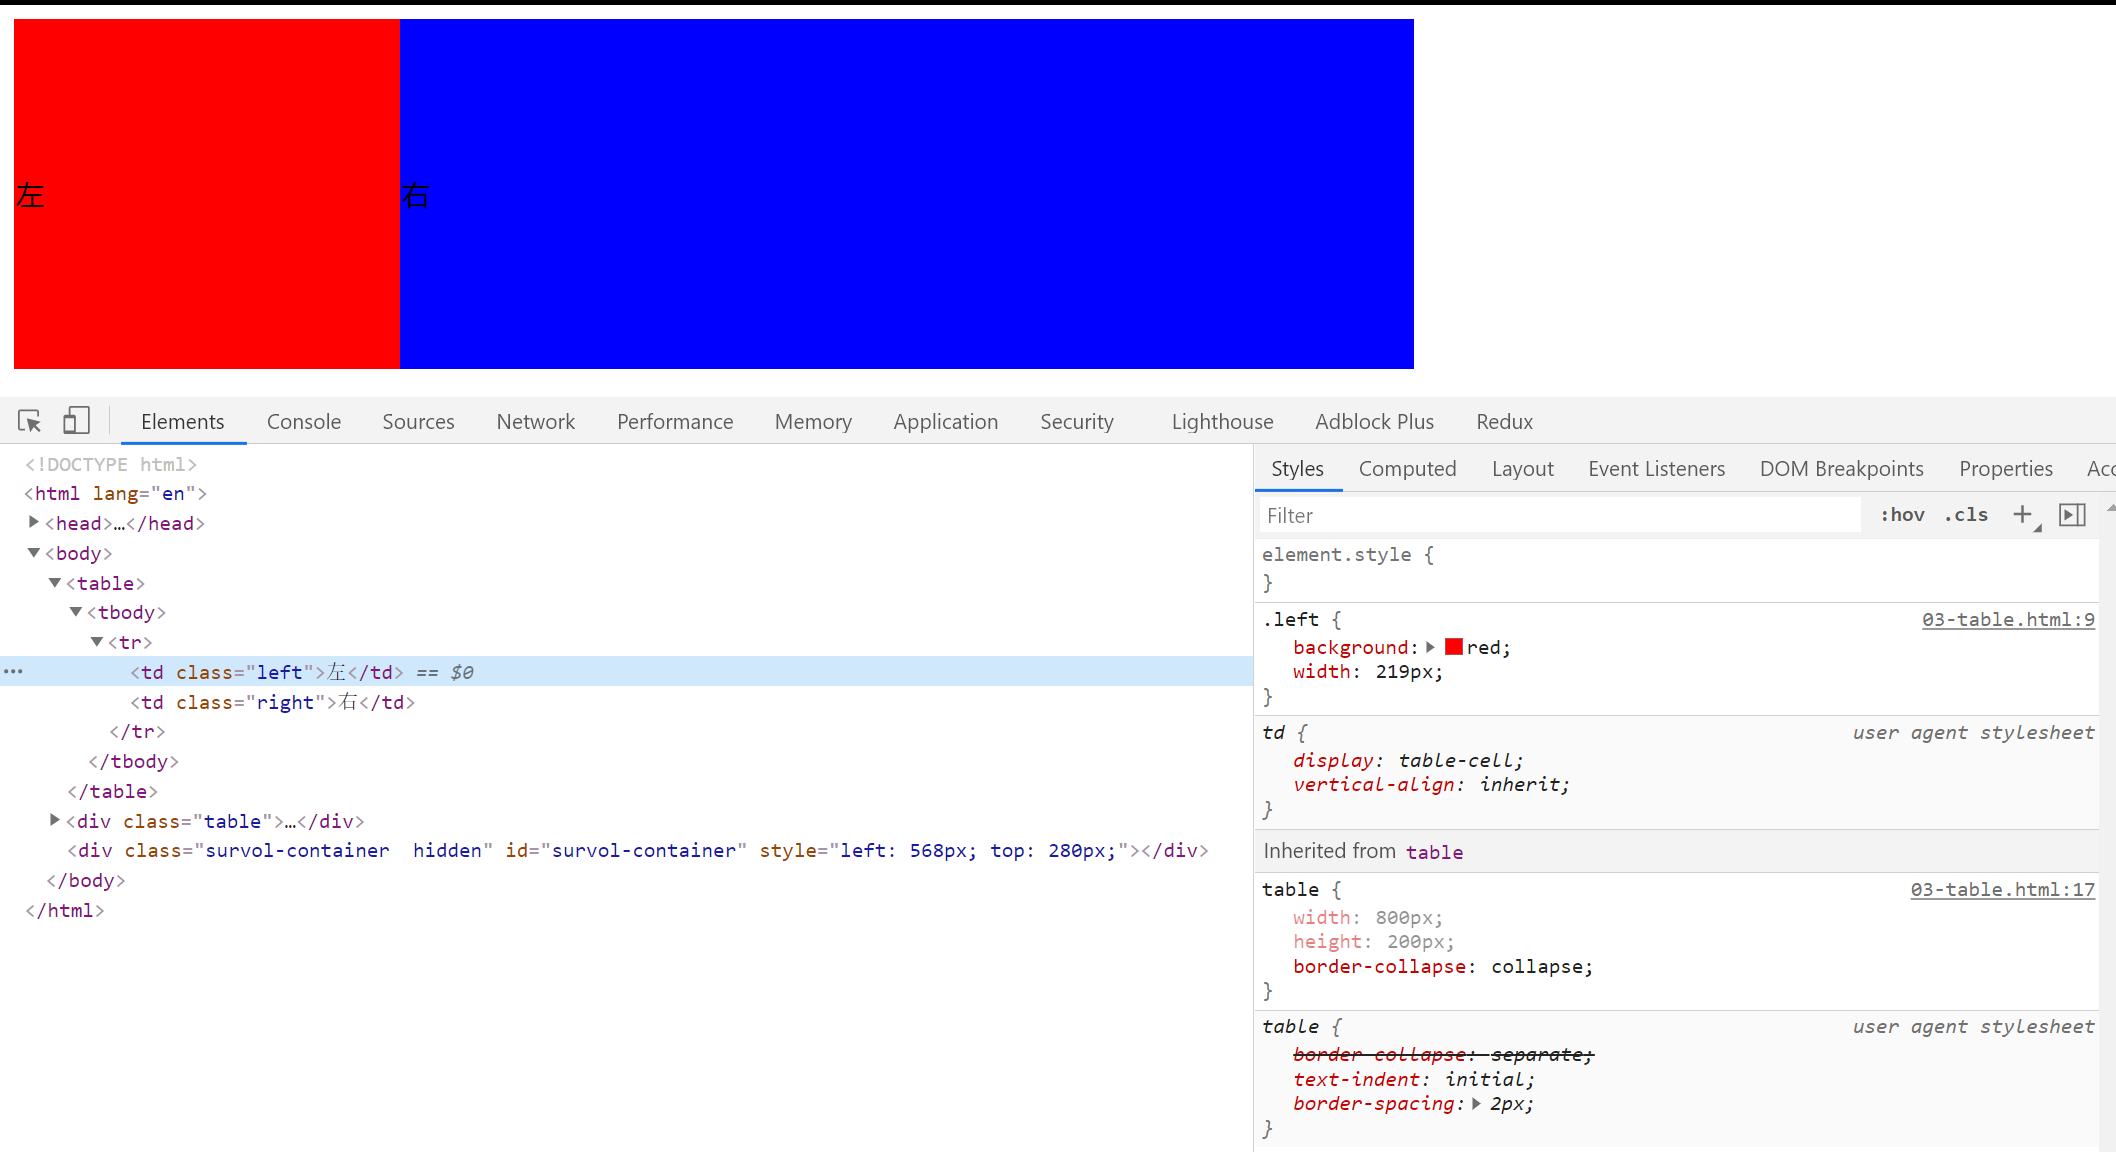 左 右
Elements Console Sources Network Performance Memory Application Security Lighthouse Adblock Plus Redux
<!DOCTYPE html>
<html lang="en">
<head>…</head>
<body>
<table>
<tbody>
<tr>
<td class="left">左</td> == $0
<td class="right">右</td>
</tr>
</tbody>
</table>
<div class="table">…</div>
<div class="survol-container  hidden" id="survol-container" style="left: 568px; top: 280px;"></div>
</body>
</html>
Styles Computed Layout Event Listeners DOM Breakpoints Properties Acc
Filter :hov .cls
element.style {
}
.left { 03-table.html:9
background: red;
width: 219px;
}
td { user agent stylesheet
display: table-cell;
vertical-align: inherit;
}
Inherited from table
table { 03-table.html:17
width: 800px;
height: 200px;
border-collapse: collapse;
}
table { user agent stylesheet
border-collapse: separate;
text-indent: initial;
border-spacing: 2px;
}